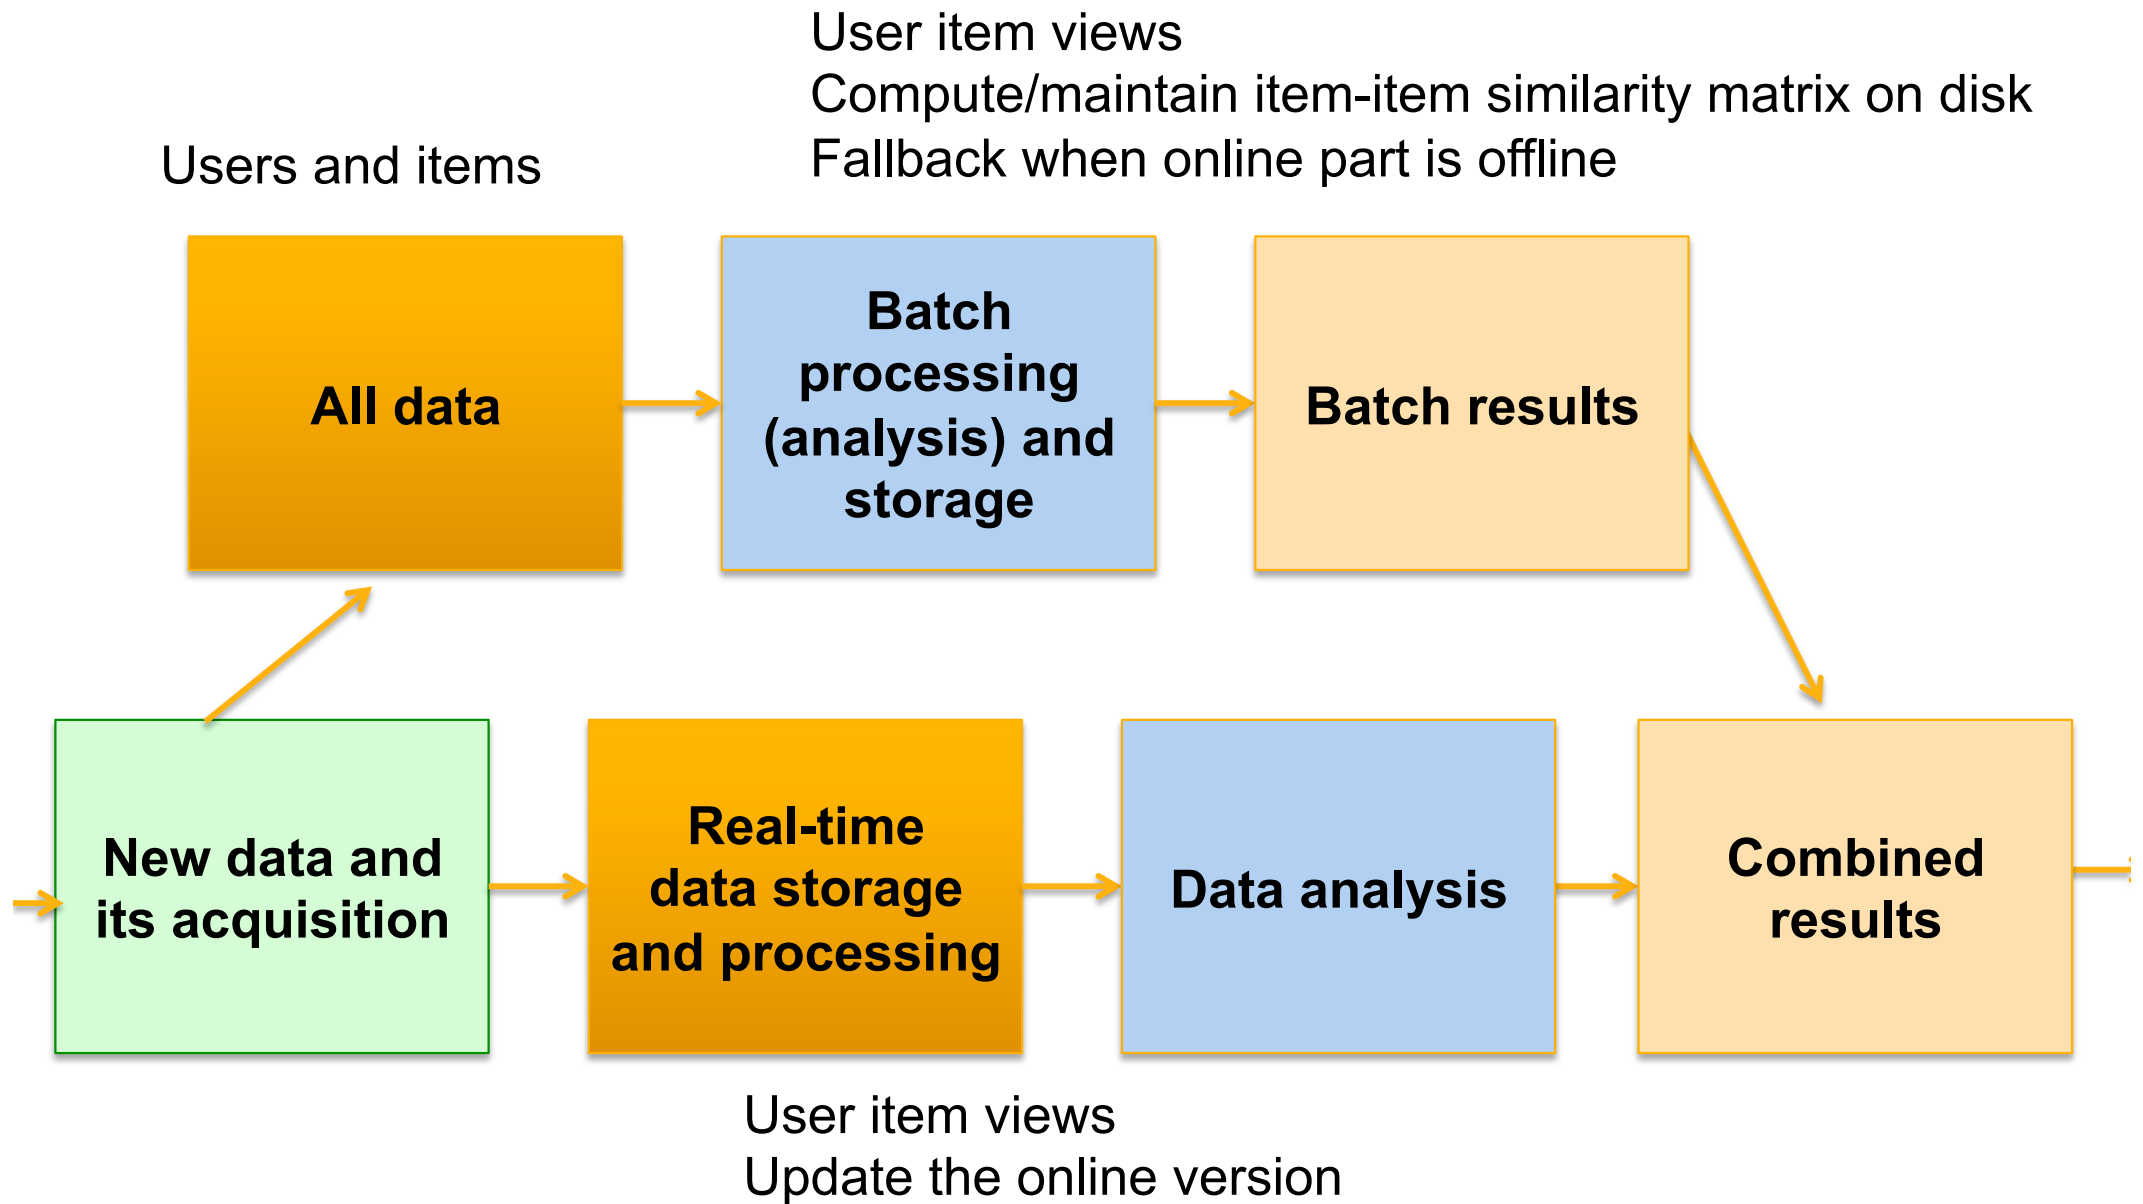 User item views
Compute/maintain item-item similarity matrix on disk
Fallback when online part is offline
Users and items
All data
Batch
processing
(analysis) and
storage
Batch results
New data and
its acquisition
Real-time
data storage
and processing
Data analysis
Combined
results
User item views
Update the online version